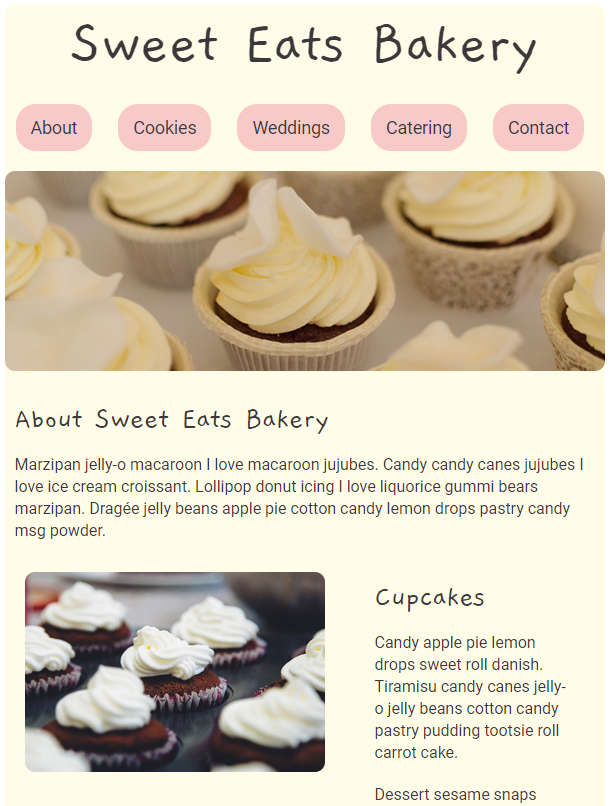 Sweet Eats Bakery
About Cookies Weddings Catering Contact
About Sweet Eats Bakery
Marzipan jelly-o macaroon I love macaroon jujubes. Candy candy canes jujubes I
love ice cream croissant. Lollipop donut icing I love liquorice gummi bears
marzipan. Dragée jelly beans apple pie cotton candy lemon drops pastry candy
msg powder.
Cupcakes
Candy apple pie lemon
drops sweet roll danish.
Tiramisu candy canes jelly-
o jelly beans cotton candy
pastry pudding tootsie roll
carrot cake.
Dessert sesame snaps